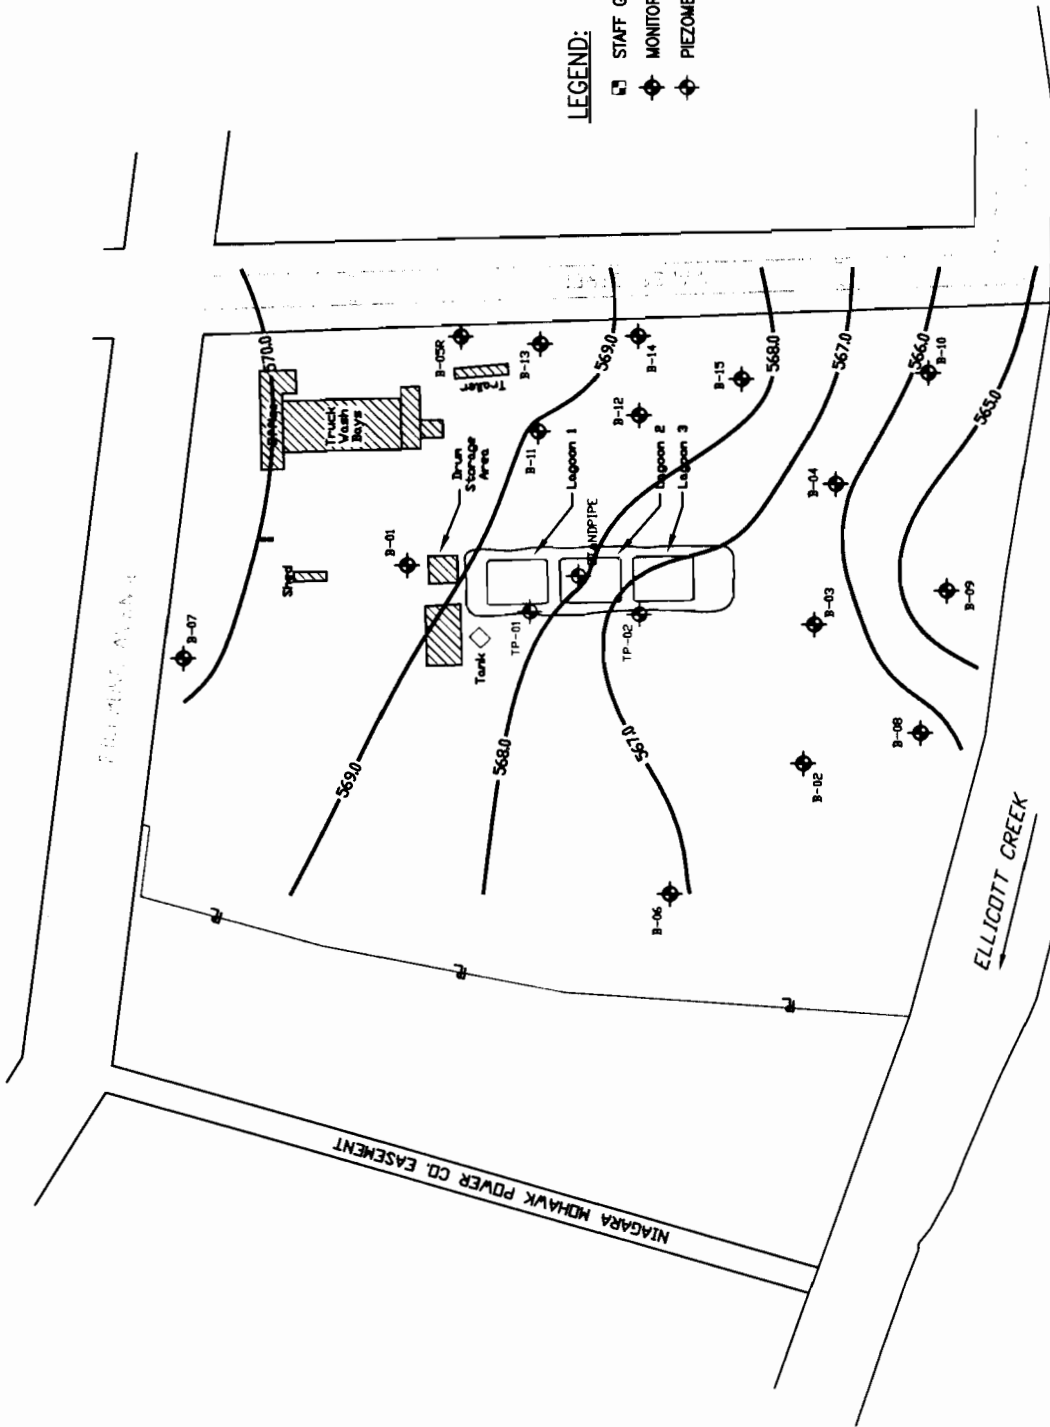 LEGEND:
STAFF G
MONITOR
PIEZOME
570.0
Truck
Wash
Bays
B-05R
Trailer
B-13
569.0
B-14
B-15
568.0
567.0
566.0
B-10
565.0
B-12
B-11
Lagoon 1
Lagoon 2
Lagoon 3
Drum
Storage
Area
B-04
B-01
STANDPIPE
Shed
B-07
TP-01
TP-02
Tank
B-03
B-09
569.0
568.0
567.0
B-08
B-02
B-06
ELLICOTT CREEK
NIAGARA MOHAWK POWER CO. EASEMENT